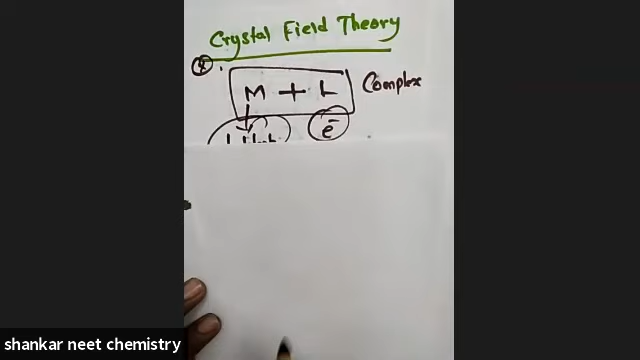 Crystal Field Theory
M + L Complex
e⁻
shankar neet chemistry